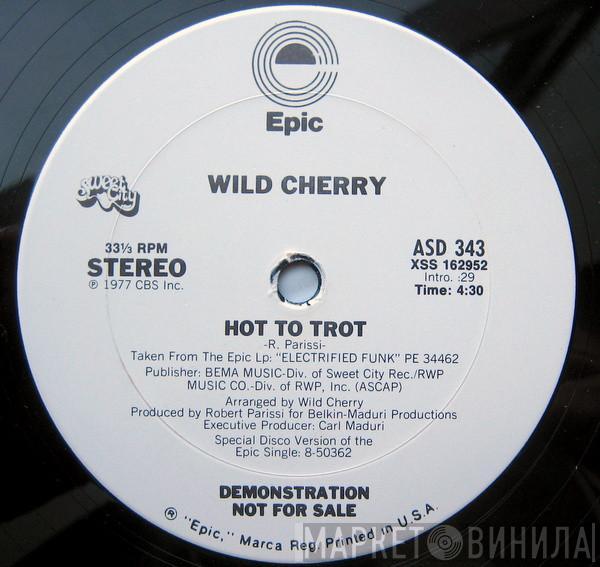 Epic
WILD CHERRY
Sweet City
33⅓ RPM
STEREO
℗ 1977 CBS Inc.
ASD 343
XSS 162952
Intro. :29
Time: 4:30
HOT TO TROT
-R. Parissi-
Taken From The Epic Lp: "ELECTRIFIED FUNK" PE 34462
Publisher: BEMA MUSIC-Div. of Sweet City Rec./RWP
MUSIC CO.-Div. of RWP, Inc. (ASCAP)
Arranged by Wild Cherry
Produced by Robert Parissi for Belkin-Maduri Productions
Executive Producer: Carl Maduri
Special Disco Version of the
Epic Single: 8-50362
DEMONSTRATION
NOT FOR SALE
® "Epic," Marca Reg. Printed in U.S.A.
МАРКЕТ ВИНИЛА